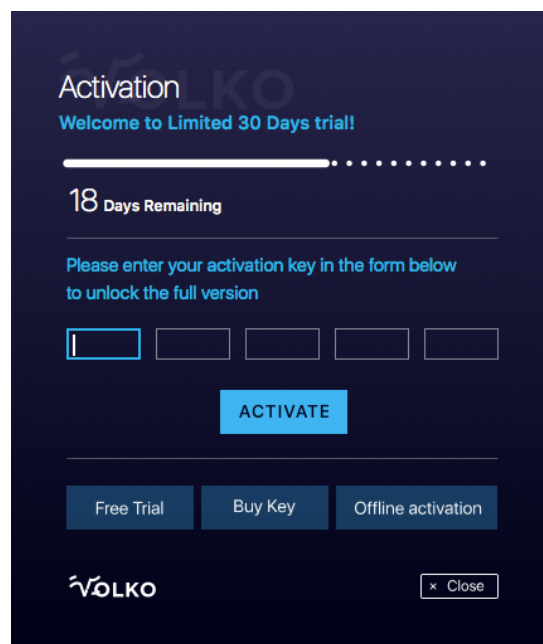 VOLKO
Activation
Welcome to Limited 30 Days trial!
18 Days Remaining
Please enter your activation key in the form below
to unlock the full version
ACTIVATE
Free Trial Buy Key Offline activation
VOLKO × Close